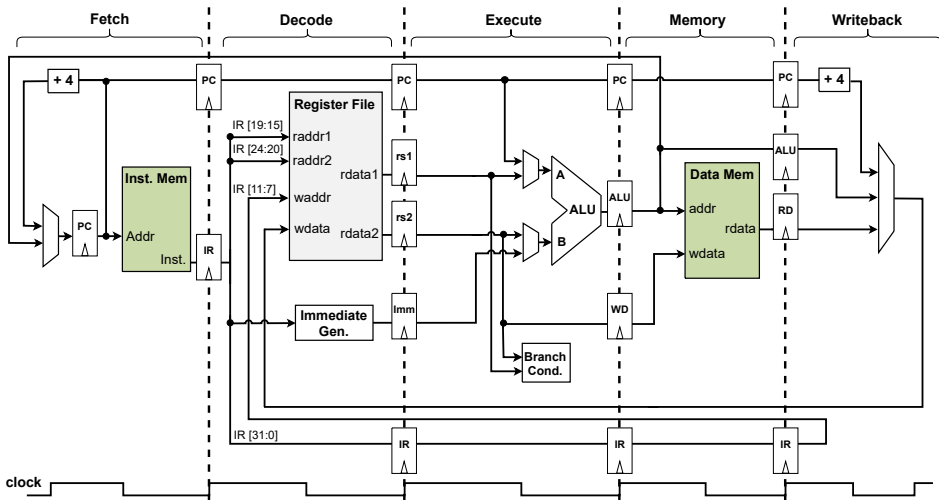 Fetch
Decode
Execute
Memory
Writeback
+ 4
PC
PC
PC
PC
+ 4
Register File
IR [19:15]
raddr1
IR [24:20]
raddr2
rdata1
rs1
A
ALU
Inst. Mem
IR [11:7]
waddr
ALU
ALU
Data Mem
addr
PC
Addr
wdata
rdata2
rs2
B
RD
rdata
IR
Inst.
wdata
Immediate
Gen.
Imm
WD
Branch
Cond.
IR [31:0]
IR
IR
IR
clock